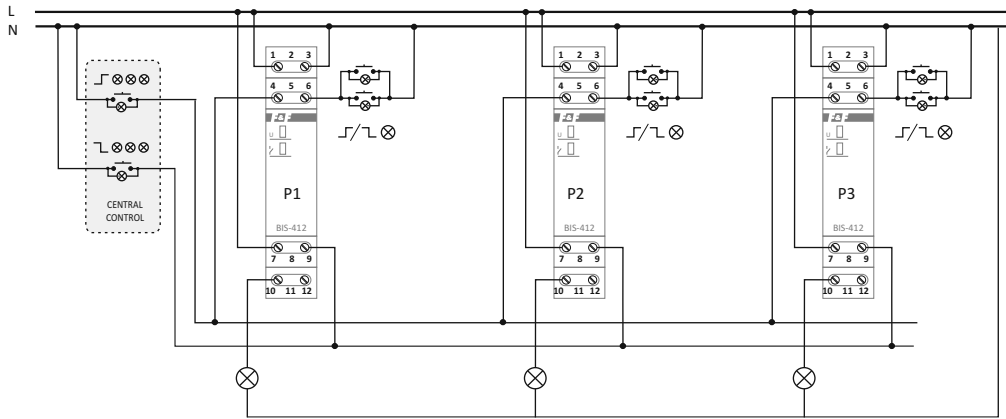 L
N
1 2 3
4 5 6
F&F
U
P1
BIS-412
7 8 9
10 11 12
1 2 3
4 5 6
F&F
U
P2
BIS-412
7 8 9
10 11 12
1 2 3
4 5 6
F&F
U
P3
BIS-412
7 8 9
10 11 12
CENTRAL
CONTROL